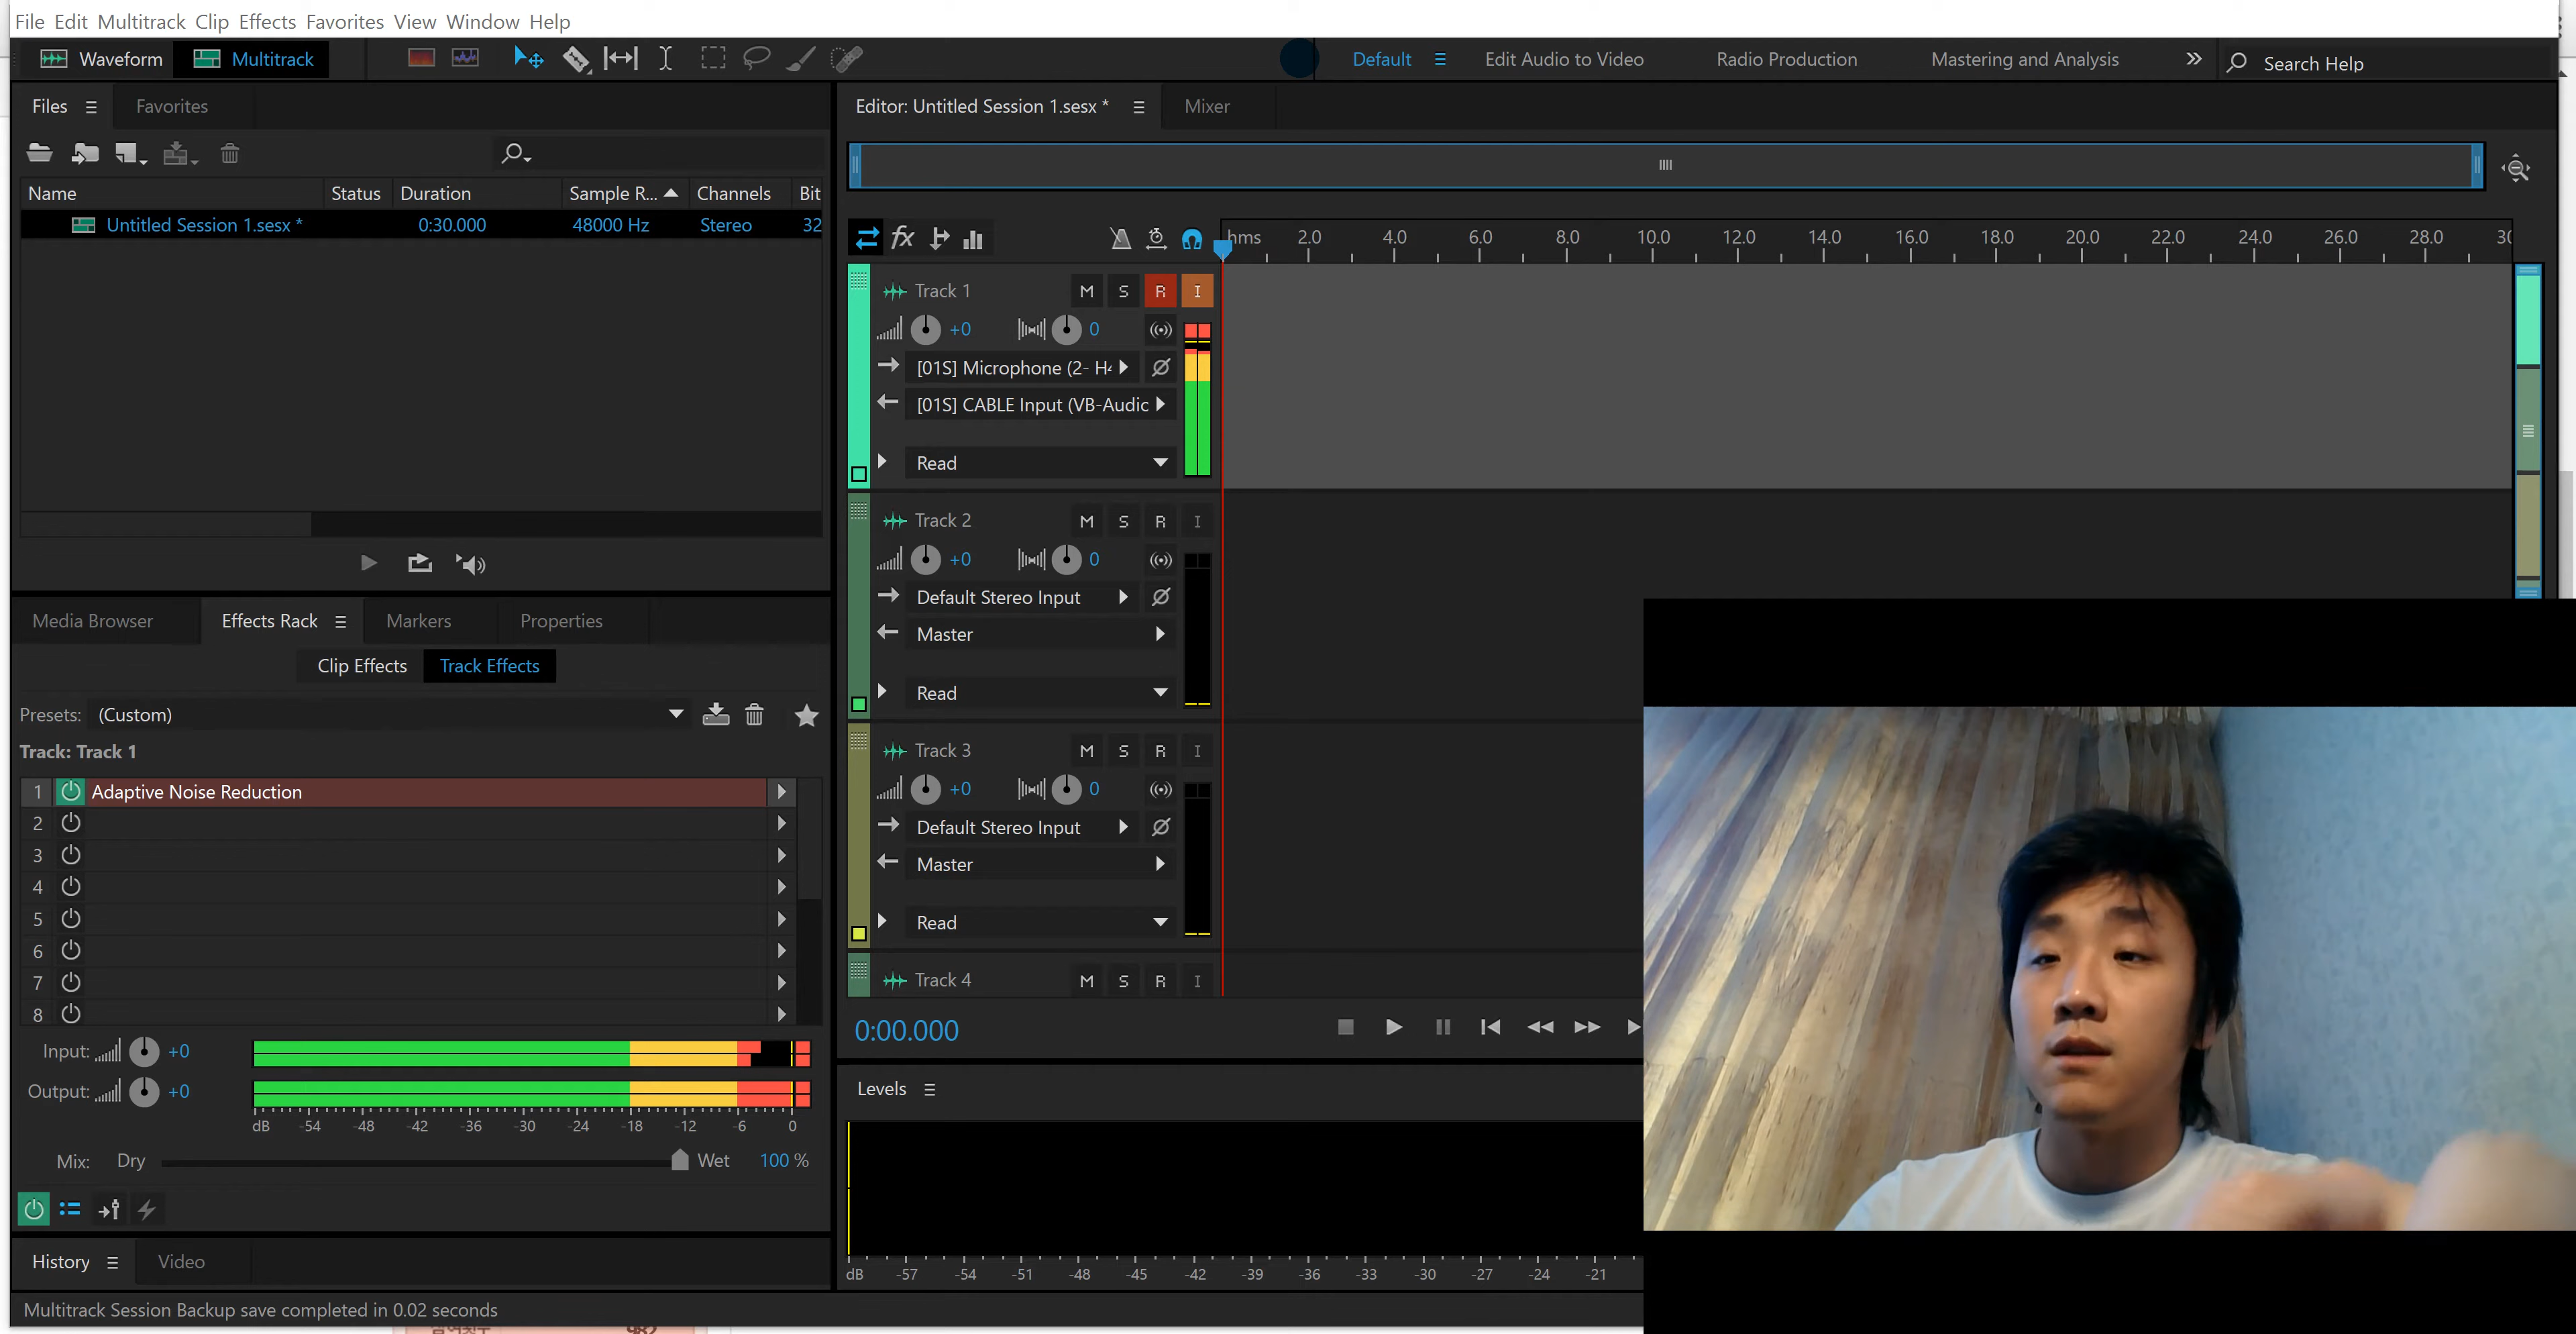 File Edit Multitrack Clip Effects Favorites View Window Help
Waveform Multitrack Default Edit Audio to Video Radio Production Mastering and Analysis Search Help
Files Favorites
Editor: Untitled Session 1.sesx * Mixer
Name Status Duration Sample R... Channels Bit
Untitled Session 1.sesx * 0:30.000 48000 Hz Stereo 32
fx
hms 2.0 4.0 6.0 8.0 10.0 12.0 14.0 16.0 18.0 20.0 22.0 24.0 26.0 28.0
Track 1 M S R I
+0 0
[01S] Microphone (2- H4
[01S] CABLE Input (VB-Audio
Read
Track 2 M S R I
+0 0
Default Stereo Input
Master
Read
Track 3 M S R I
+0 0
Default Stereo Input
Master
Read
Track 4 M S R I
0:00.000
Media Browser Effects Rack Markers Properties
Clip Effects Track Effects
Presets: (Custom)
Track: Track 1
1 Adaptive Noise Reduction
2
3
4
5
6
7
8
Input: +0
Output: +0
dB -54 -48 -42 -36 -30 -24 -18 -12 -6 0
Mix: Dry Wet 100 %
Levels
dB -57 -54 -51 -48 -45 -42 -39 -36 -33 -30 -27 -24 -21
History Video
Multitrack Session Backup save completed in 0.02 seconds